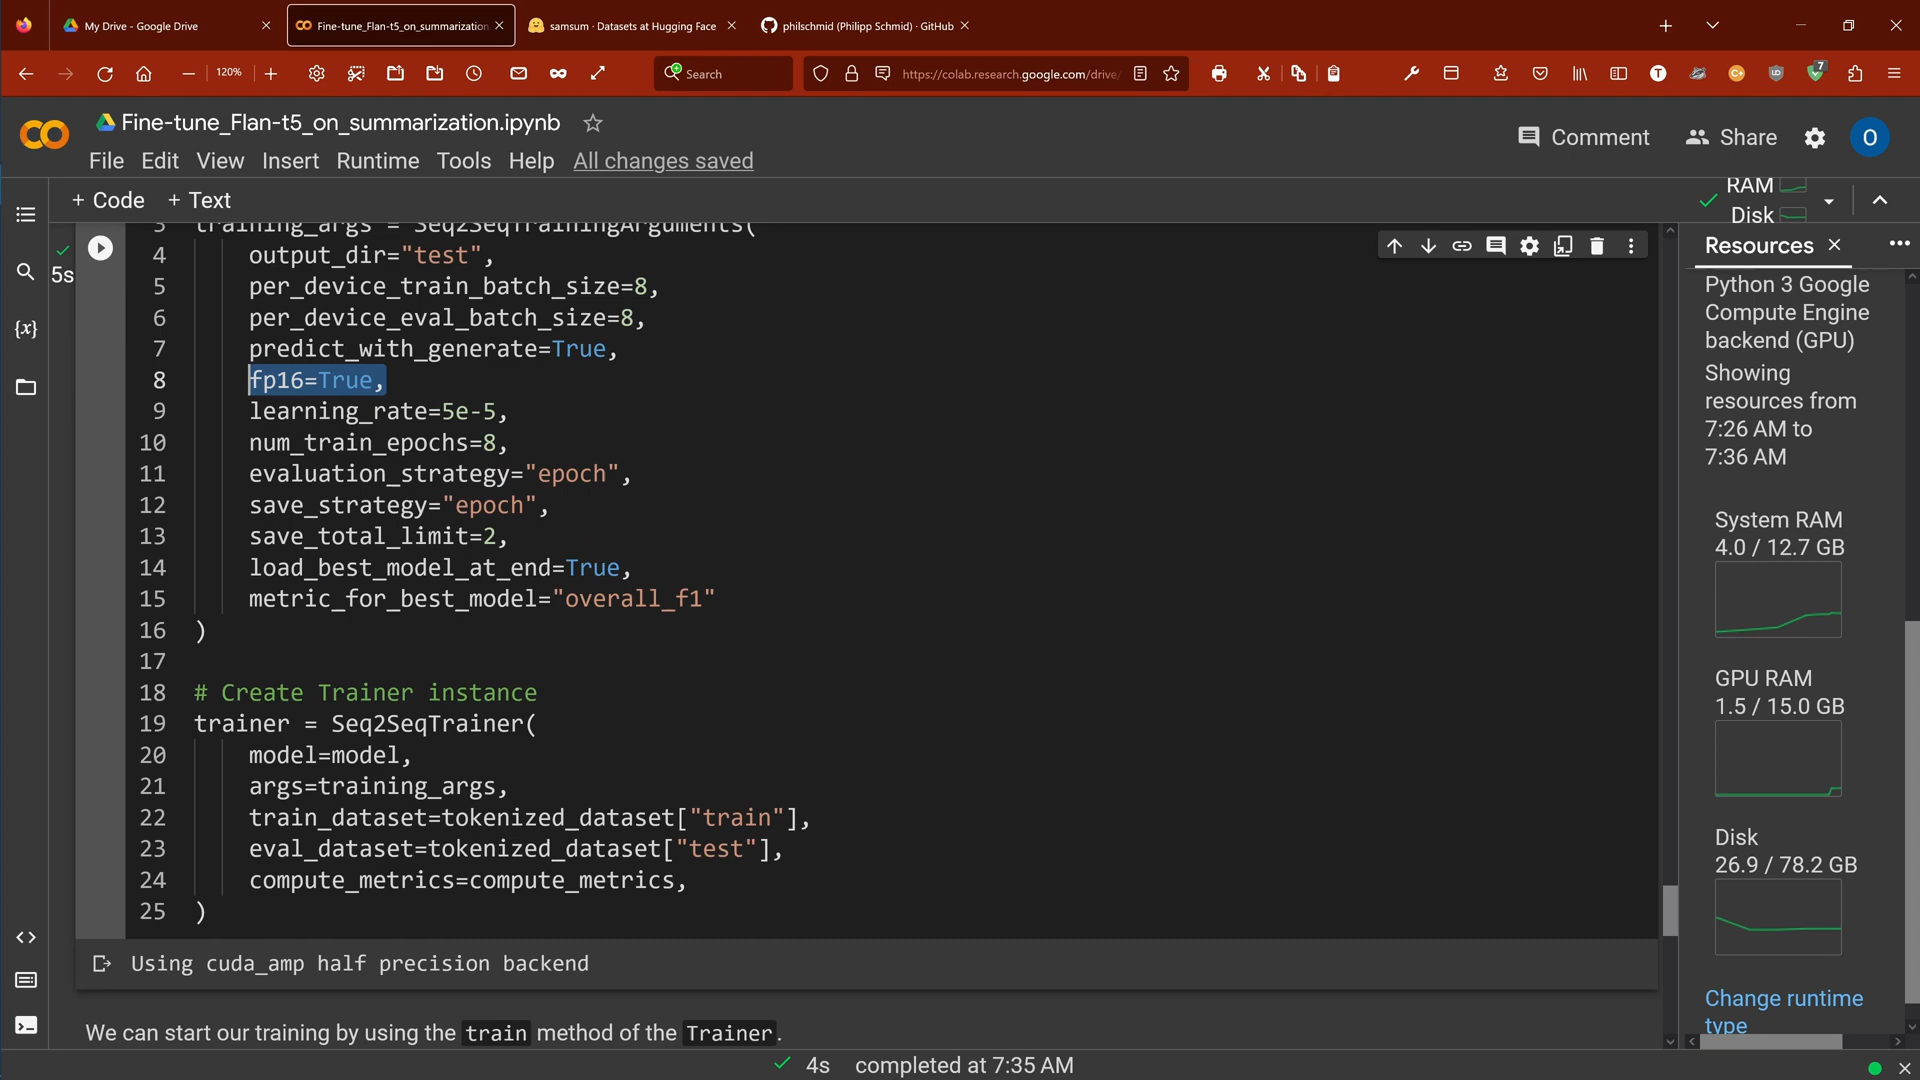 My Drive - Google Drive
Fine-tune_Flan-t5_on_summarization.
samsum · Datasets at Hugging Face
philschmid (Philipp Schmid) · GitHub
120%
Search
https://colab.research.google.com/drive/
7
Fine-tune_Flan-t5_on_summarization.ipynb
Comment
Share
O
File Edit View Insert Runtime Tools Help All changes saved
+ Code + Text
RAM
Disk
5s
3 training_args = Seq2SeqTrainingArguments(
4 output_dir="test",
5 per_device_train_batch_size=8,
6 per_device_eval_batch_size=8,
7 predict_with_generate=True,
8 fp16=True,
9 learning_rate=5e-5,
10 num_train_epochs=8,
11 evaluation_strategy="epoch",
12 save_strategy="epoch",
13 save_total_limit=2,
14 load_best_model_at_end=True,
15 metric_for_best_model="overall_f1"
16 )
17
18 # Create Trainer instance
19 trainer = Seq2SeqTrainer(
20 model=model,
21 args=training_args,
22 train_dataset=tokenized_dataset["train"],
23 eval_dataset=tokenized_dataset["test"],
24 compute_metrics=compute_metrics,
25 )
Using cuda_amp half precision backend
We can start our training by using the train method of the Trainer.
4s completed at 7:35 AM
Resources
Python 3 Google
Compute Engine
backend (GPU)
Showing
resources from
7:26 AM to
7:36 AM
System RAM
4.0 / 12.7 GB
GPU RAM
1.5 / 15.0 GB
Disk
26.9 / 78.2 GB
Change runtime
type